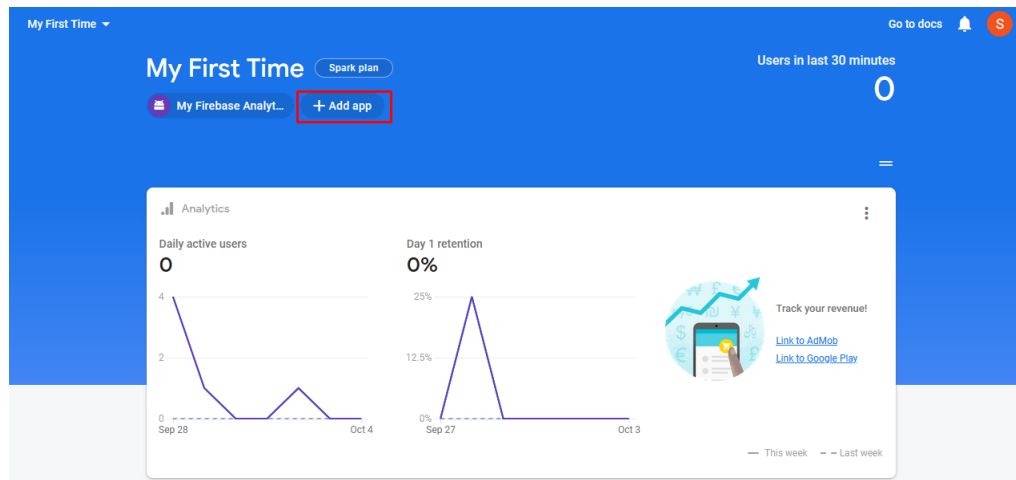 My First Time
Go to docs
S
My First Time
Spark plan
Users in last 30 minutes
0
My Firebase Analyt...
+ Add app
Analytics
Daily active users
0
Day 1 retention
0%
4
2
0
Sep 28
Oct 4
25%
12.5%
0%
Sep 27
Oct 3
Track your revenue!
Link to AdMob
Link to Google Play
This week
Last week